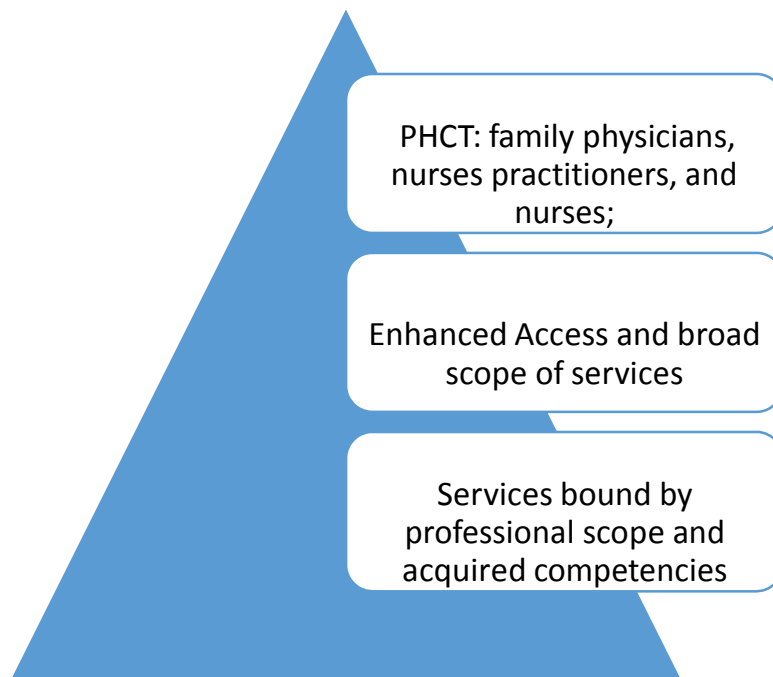 PHCT: family physicians,
nurses practitioners, and
nurses;
Enhanced Access and broad
scope of services
Services bound by
professional scope and
acquired competencies